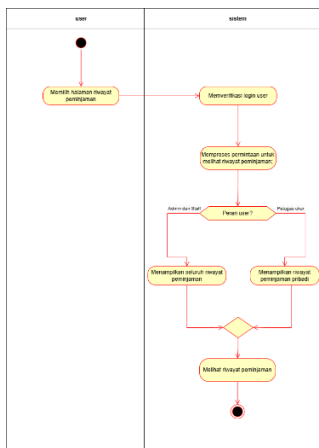 user
sistem
Memilih halaman riwayat
peminjaman
Memverifikasi login user
Memproses permintaan untuk
melihat riwayat peminjaman;
Peran user?
Admin dan Staff
Petugas ukur
Menampilkan seluruh riwayat
peminjaman
Menampilkan riwayat
peminjaman pribadi
Melihat riwayat peminjaman